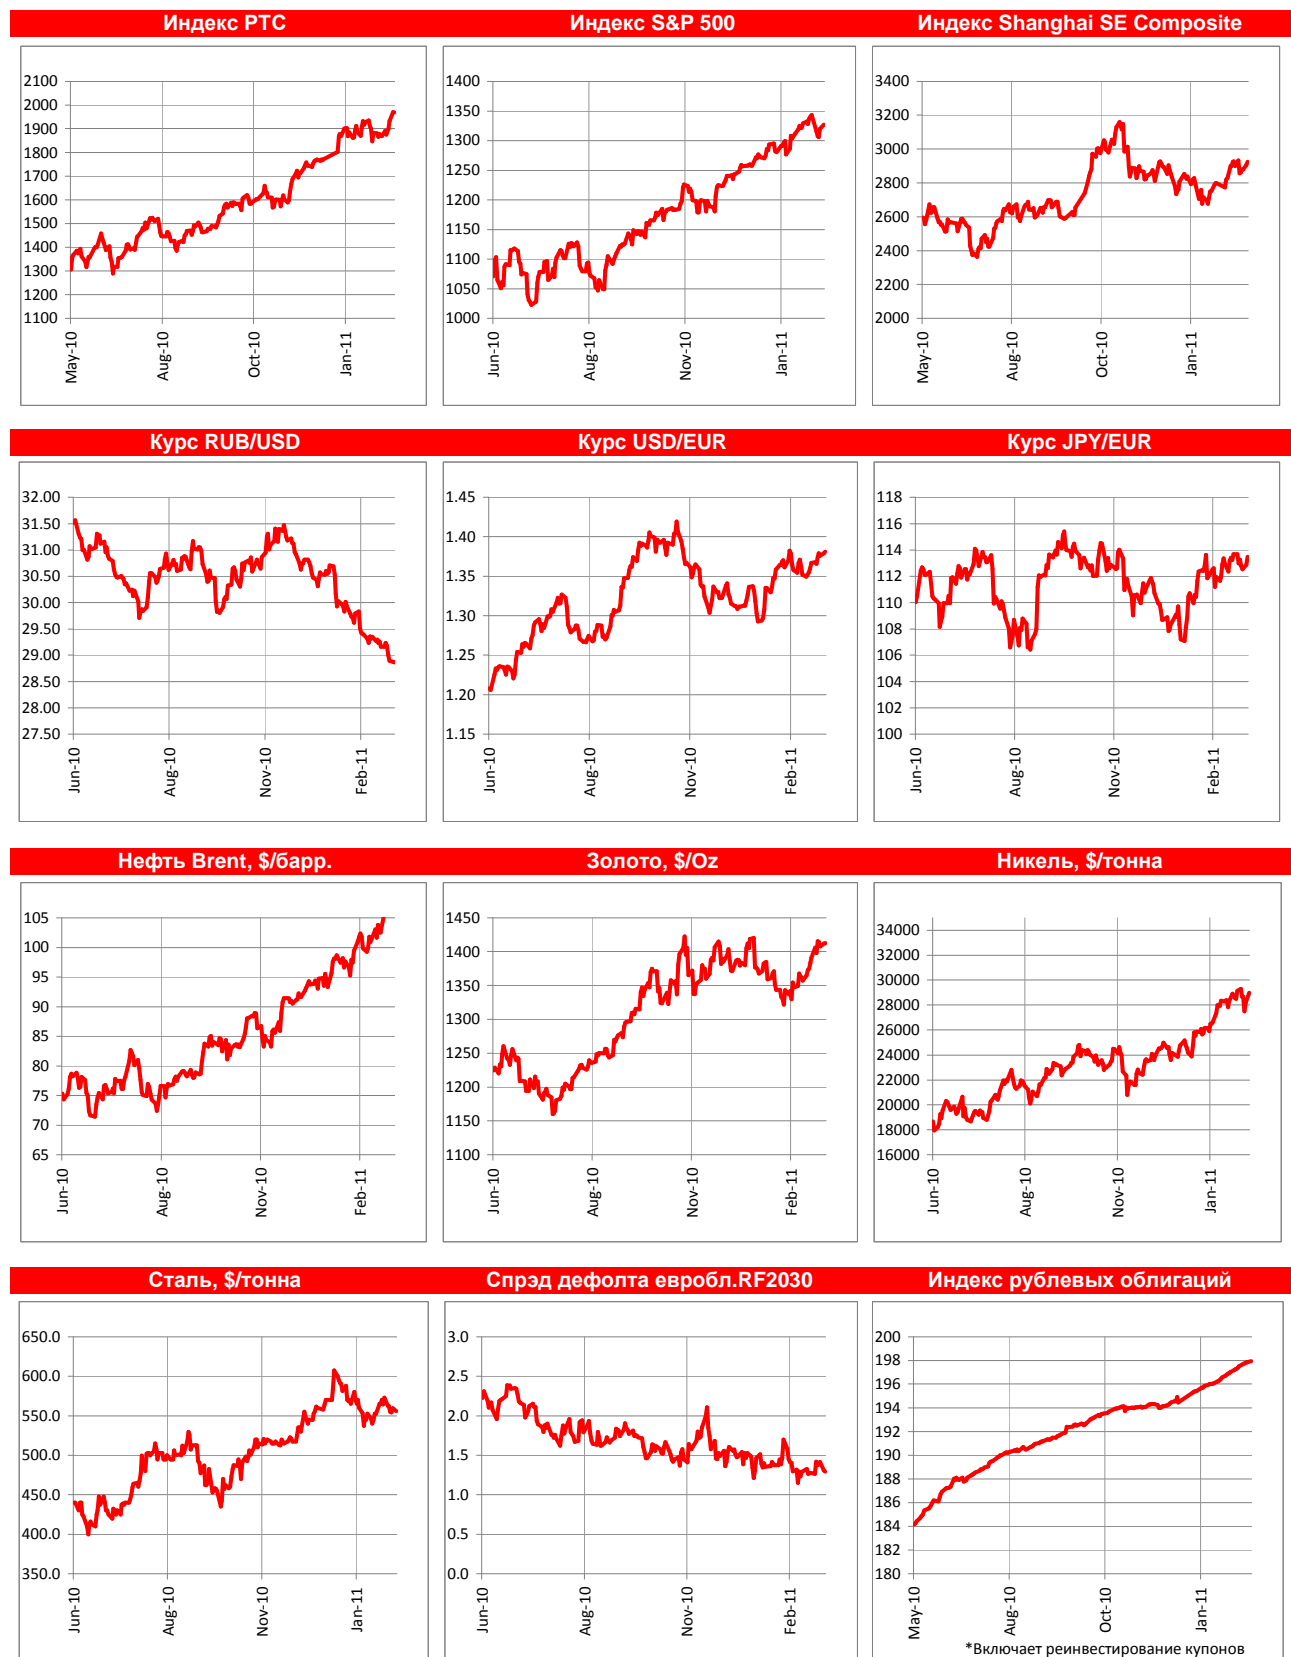 Индекс РТС
2100
2000
1900
1800
1700
1600
1500
1400
1300
1200
1100
May-10
Aug-10
Oct-10
Jan-11
Индекс S&P 500
1400
1350
1300
1250
1200
1150
1100
1050
1000
Jun-10
Aug-10
Nov-10
Jan-11
Индекс Shanghai SE Composite
3400
3200
3000
2800
2600
2400
2200
2000
May-10
Aug-10
Oct-10
Jan-11
Курс RUB/USD
32.00
31.50
31.00
30.50
30.00
29.50
29.00
28.50
28.00
27.50
Jun-10
Aug-10
Nov-10
Feb-11
Курс USD/EUR
1.45
1.40
1.35
1.30
1.25
1.20
1.15
Jun-10
Aug-10
Nov-10
Feb-11
Курс JPY/EUR
118
116
114
112
110
108
106
104
102
100
Jun-10
Aug-10
Nov-10
Feb-11
Нефть Brent, $/барр.
105
100
95
90
85
80
75
70
65
Jun-10
Aug-10
Nov-10
Feb-11
Золото, $/Oz
1450
1400
1350
1300
1250
1200
1150
1100
Jun-10
Aug-10
Nov-10
Feb-11
Никель, $/тонна
34000
32000
30000
28000
26000
24000
22000
20000
18000
16000
Jun-10
Aug-10
Nov-10
Jan-11
Сталь, $/тонна
650.0
600.0
550.0
500.0
450.0
400.0
350.0
Jun-10
Aug-10
Nov-10
Jan-11
Спрэд дефолта евробл.RF2030
3.0
2.5
2.0
1.5
1.0
0.5
0.0
Jun-10
Aug-10
Nov-10
Feb-11
Индекс рублевых облигаций
200
198
196
194
192
190
188
186
184
182
180
May-10
Aug-10
Oct-10
Jan-11
*Включает реинвестирование купонов